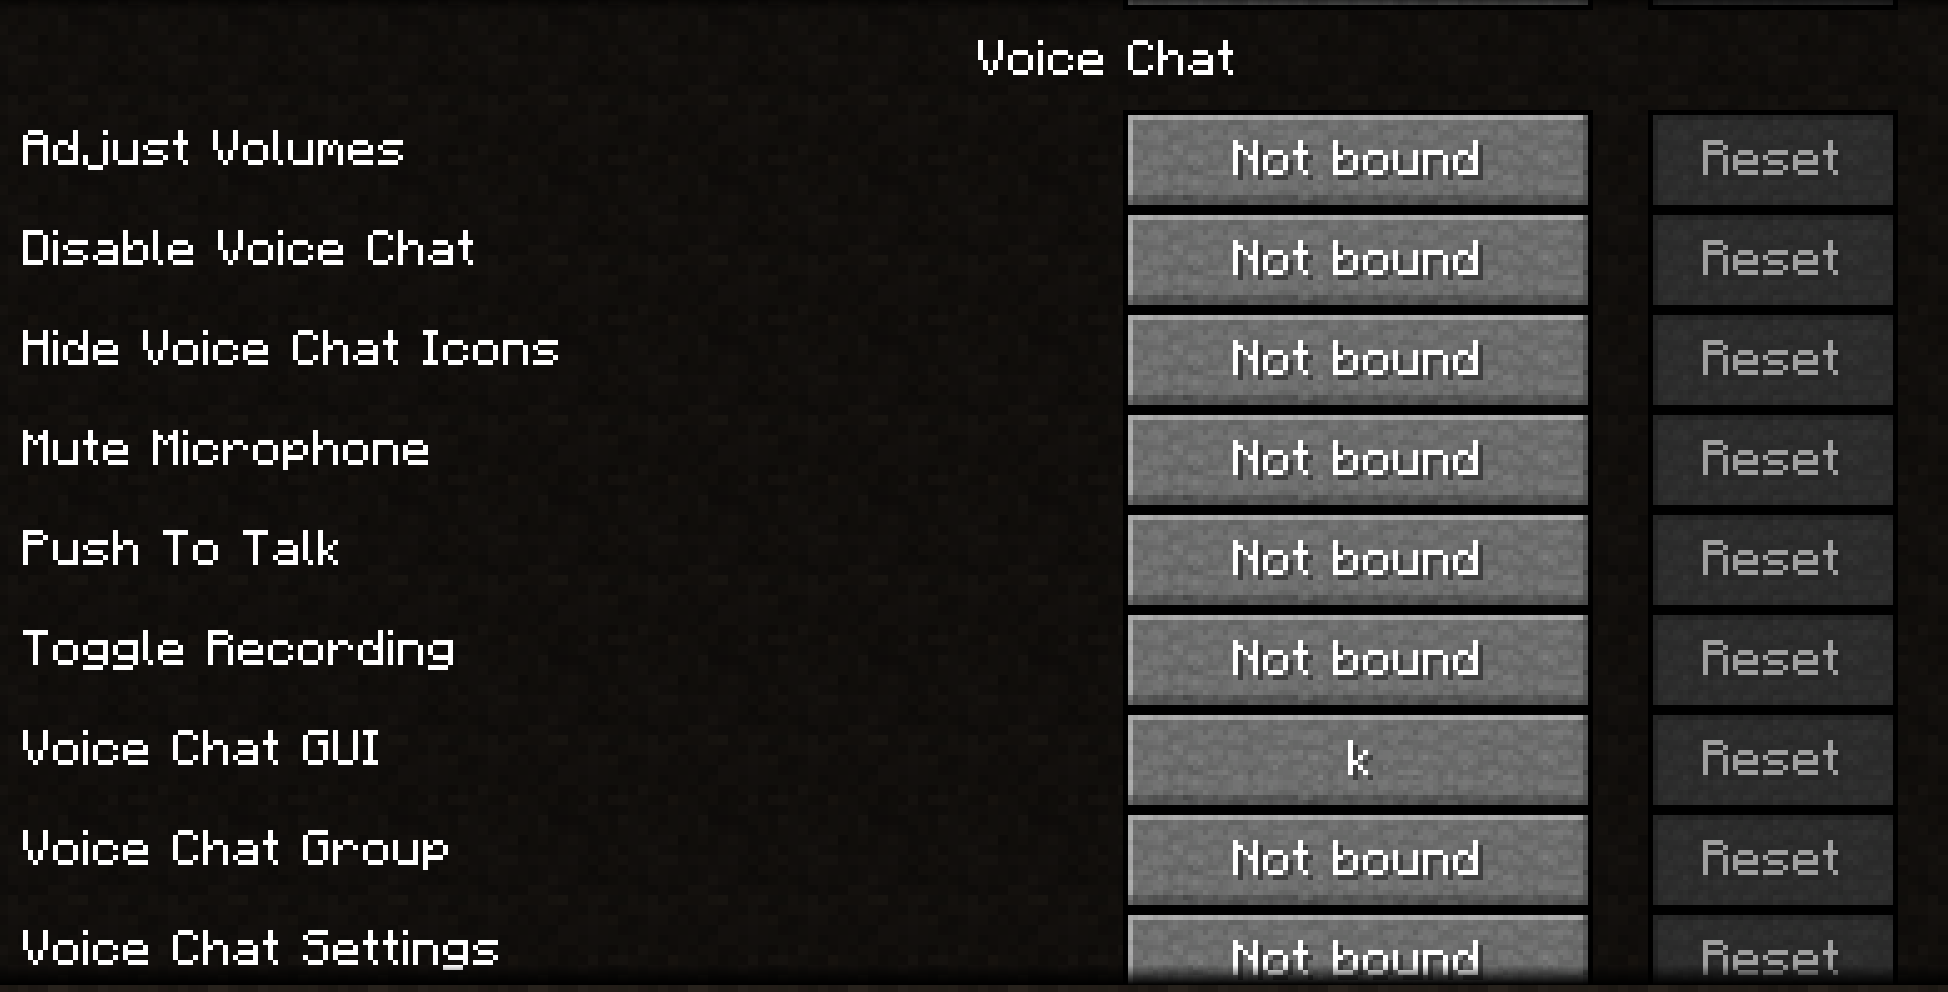 Voice Chat
Adjust Volumes Not bound Reset
Disable Voice Chat Not bound Reset
Hide Voice Chat Icons Not bound Reset
Mute Microphone Not bound Reset
Push To Talk Not bound Reset
Toggle Recording Not bound Reset
Voice Chat GUI k Reset
Voice Chat Group Not bound Reset
Voice Chat Settings Not bound Reset